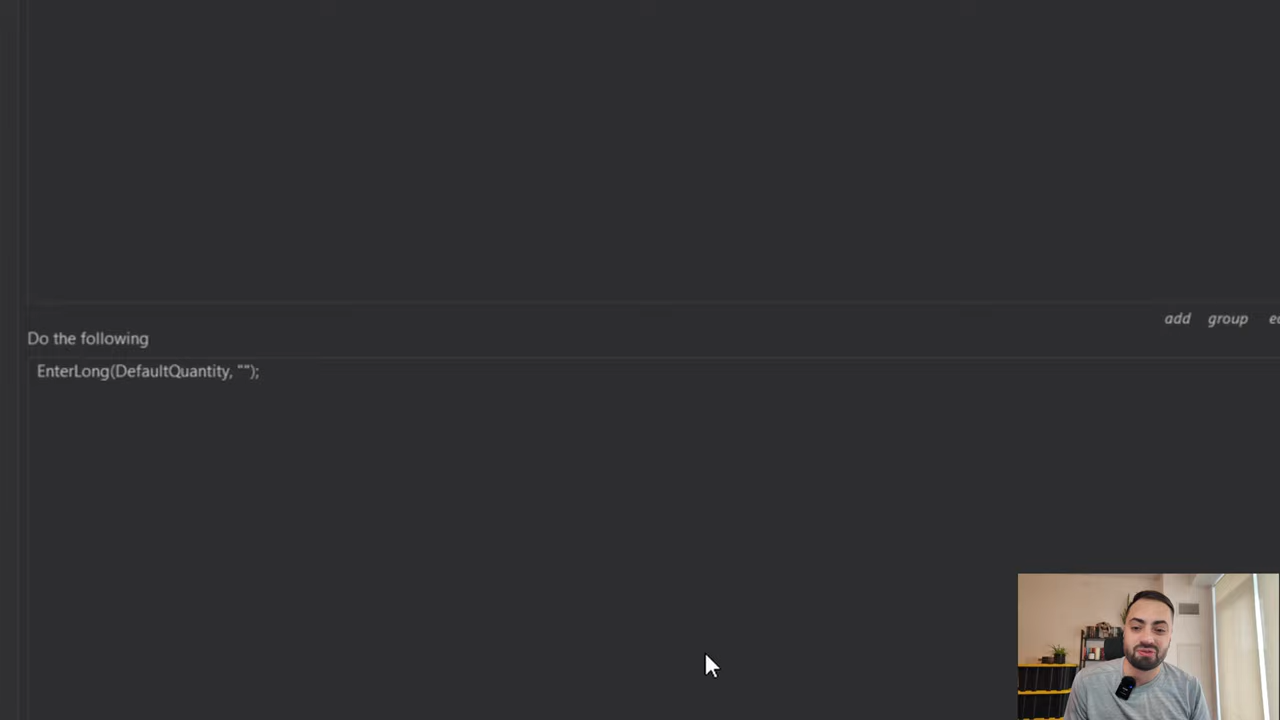 add group
Do the following
EnterLong(DefaultQuantity, "");